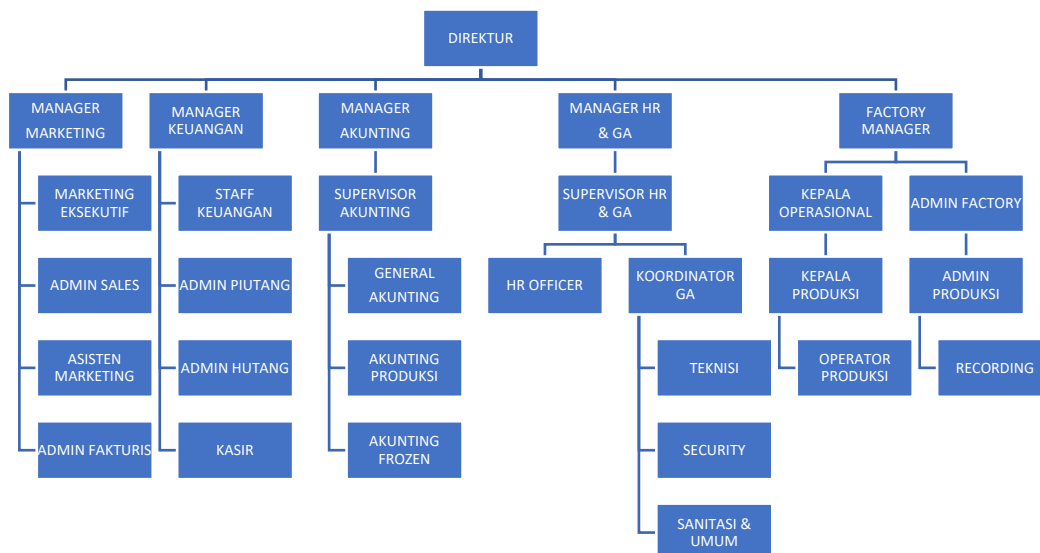 DIREKTUR
MANAGER
MARKETING
MANAGER
KEUANGAN
MANAGER
AKUNTING
MANAGER HR
& GA
FACTORY
MANAGER
MARKETING
EKSEKUTIF
STAFF
KEUANGAN
SUPERVISOR
AKUNTING
SUPERVISOR HR
& GA
KEPALA
OPERASIONAL
ADMIN FACTORY
ADMIN SALES
ADMIN PIUTANG
GENERAL
AKUNTING
HR OFFICER
KOORDINATOR
GA
KEPALA
PRODUKSI
ADMIN
PRODUKSI
ASISTEN
MARKETING
ADMIN HUTANG
AKUNTING
PRODUKSI
TEKNISI
OPERATOR
PRODUKSI
RECORDING
ADMIN FAKTURIS
KASIR
AKUNTING
FROZEN
SECURITY
SANITASI &
UMUM